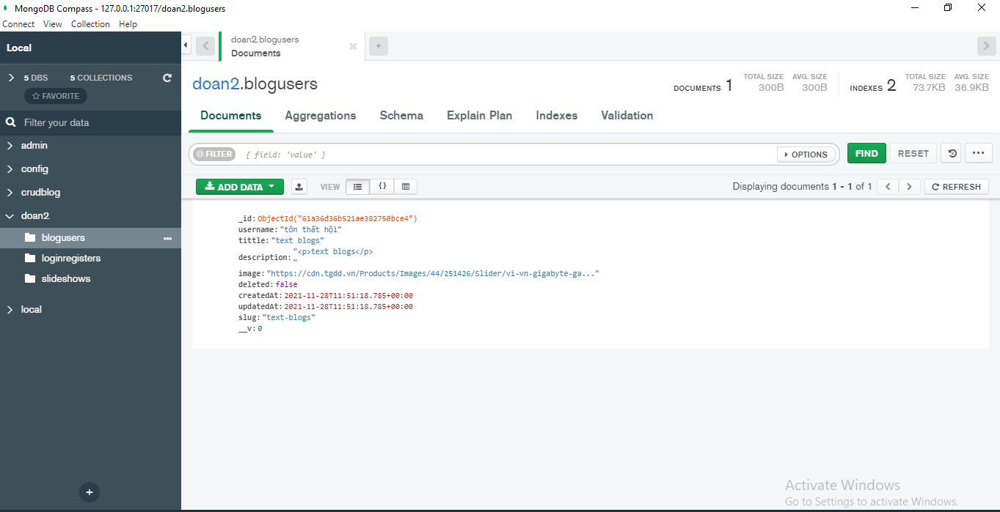 MongoDB Compass - 127.0.0.1:27017/doan2.blogusers
Connect View Collection Help
Local
5 DBS 5 COLLECTIONS
FAVORITE
Filter your data
admin
config
crudblog
doan2
blogusers
loginregisters
slideshows
local
doan2.blogusers
Documents
doan2.blogusers
DOCUMENTS 1 TOTAL SIZE 300B AVG. SIZE 300B INDEXES 2 TOTAL SIZE 73.7KB AVG. SIZE 36.9KB
Documents Aggregations Schema Explain Plan Indexes Validation
FILTER { field: 'value' } OPTIONS FIND RESET
ADD DATA VIEW {} Displaying documents 1 - 1 of 1 REFRESH
_id: ObjectId("61a36d36b521ae382750bce4")
username: "tôn thất hội"
tittle: "text blogs"
description: "<p>text blogs</p>
"
image: "https://cdn.tgdd.vn/Products/Images/44/251426/Slider/vi-vn-gigabyte-ga..."
deleted: false
createdAt: 2021-11-28T11:51:18.785+00:00
updatedAt: 2021-11-28T11:51:18.785+00:00
slug: "text-blogs"
__v: 0
Activate Windows
Go to Settings to activate Windows.